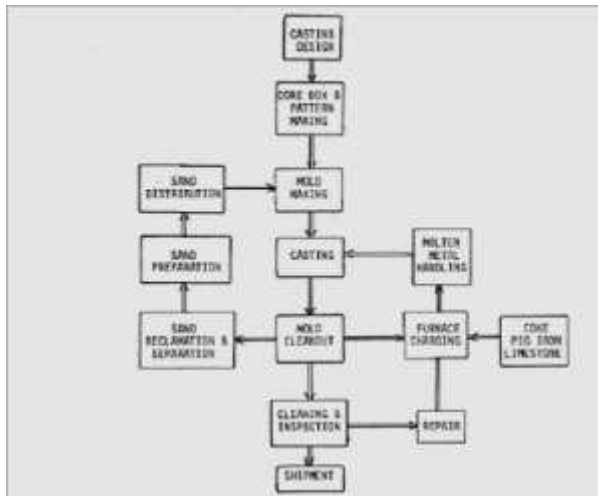 CASTING
DESIGN
CORE BOX &
PATTERN
MAKING
SAND
DISTRIBUTION
MOLD
MAKING
SAND
PREPARATION
CASTING
MOLTEN
METAL
HANDLING
SAND
RECLAMATION &
SEPARATION
MOLD
CLEANOUT
FURNACE
CHARGING
COKE
PIG IRON
LIMESTONE
CLEANING &
INSPECTION
REPAIR
SHIPMENT